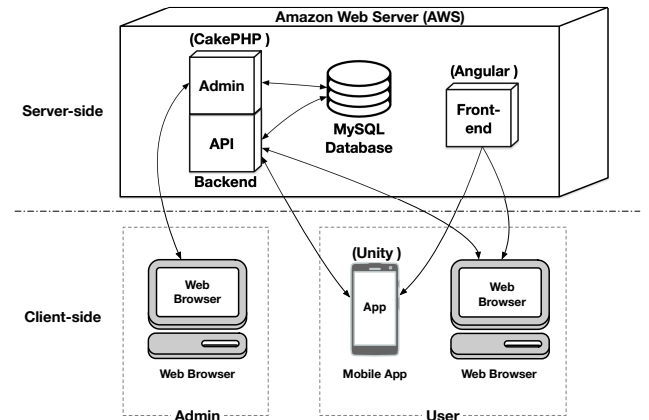 Amazon Web Server (AWS)
(CakePHP )
Admin
API
Backend
MySQL
Database
(Angular )
Front-
end
Server-side
Client-side
Web
Browser
Web Browser
Admin
(Unity )
App
Mobile App
Web
Browser
Web Browser
User